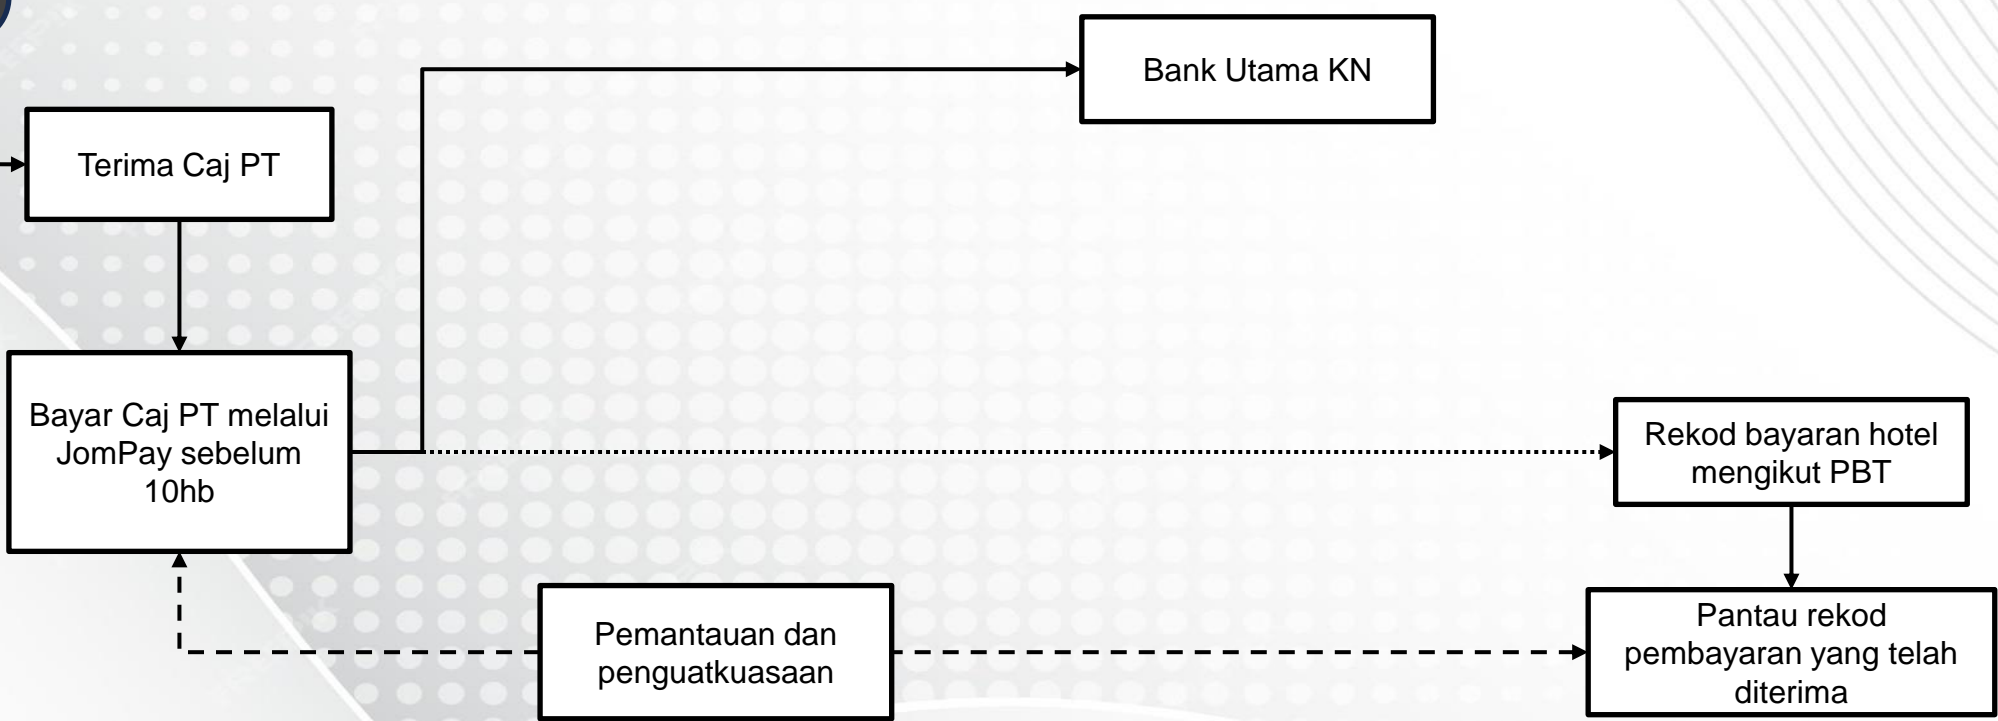 Bank Utama KN
Terima Caj PT
Bayar Caj PT melalui
JomPay sebelum
10hb
Rekod bayaran hotel
mengikut PBT
Pemantauan dan
penguatkuasaan
Pantau rekod
pembayaran yang telah
diterima